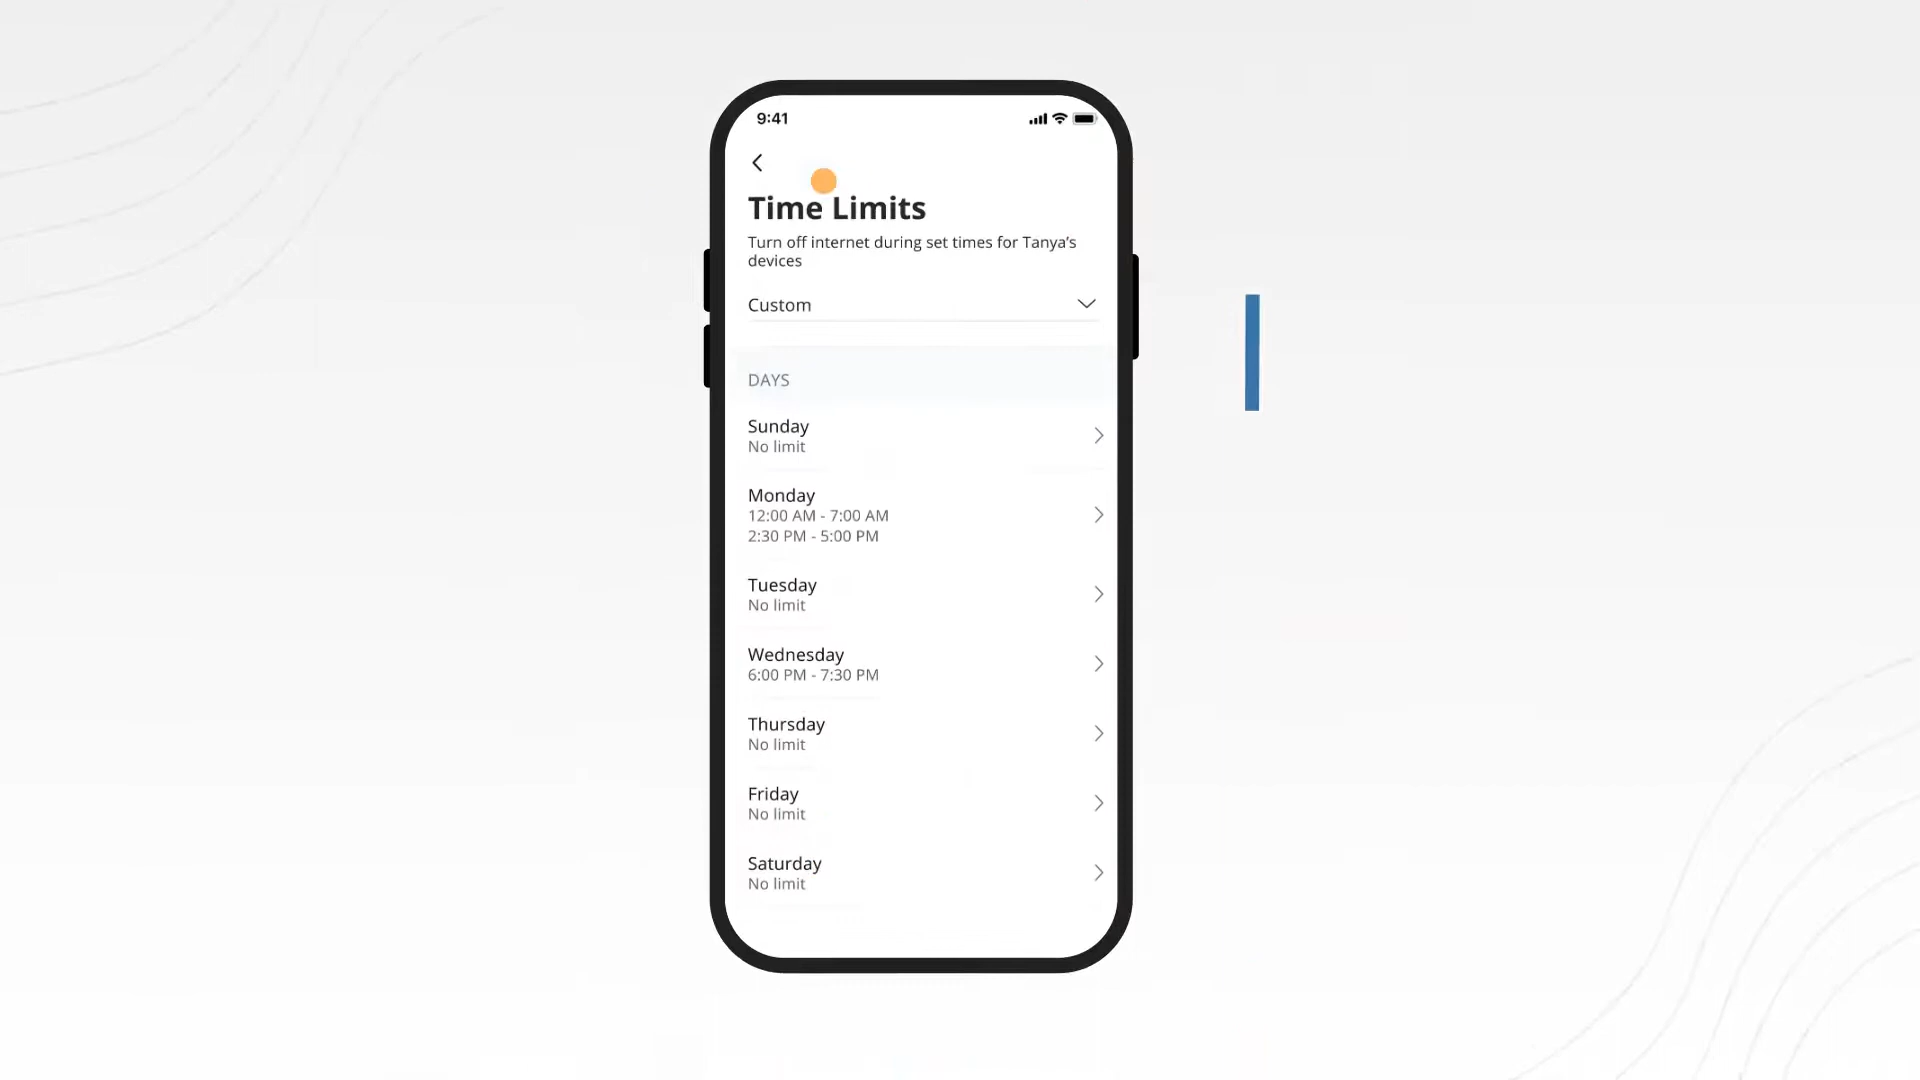 9:41
Time Limits
Turn off internet during set times for Tanya’s
devices
Custom
DAYS
Sunday
No limit
Monday
12:00 AM - 7:00 AM
2:30 PM - 5:00 PM
Tuesday
No limit
Wednesday
6:00 PM - 7:30 PM
Thursday
No limit
Friday
No limit
Saturday
No limit